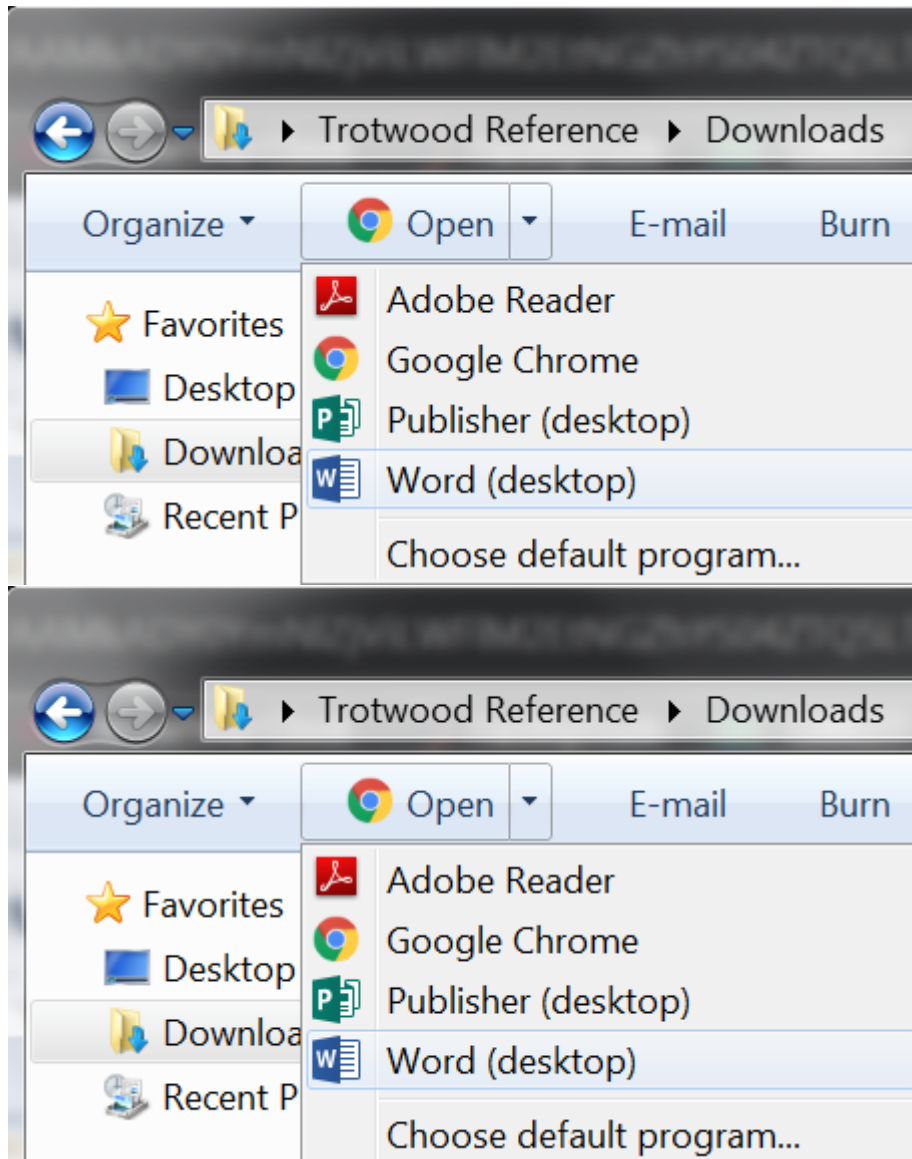 Trotwood Reference Downloads
Organize Open E-mail Burn
Favorites
Desktop
Recent
Adobe Reader
Google Chrome
Publisher (desktop)
Word (desktop)
Choose default program...
Trotwood Reference Downloads
Organize Open E-mail Burn
Favorites
Desktop
Recent
Adobe Reader
Google Chrome
Publisher (desktop)
Word (desktop)
Choose default program...